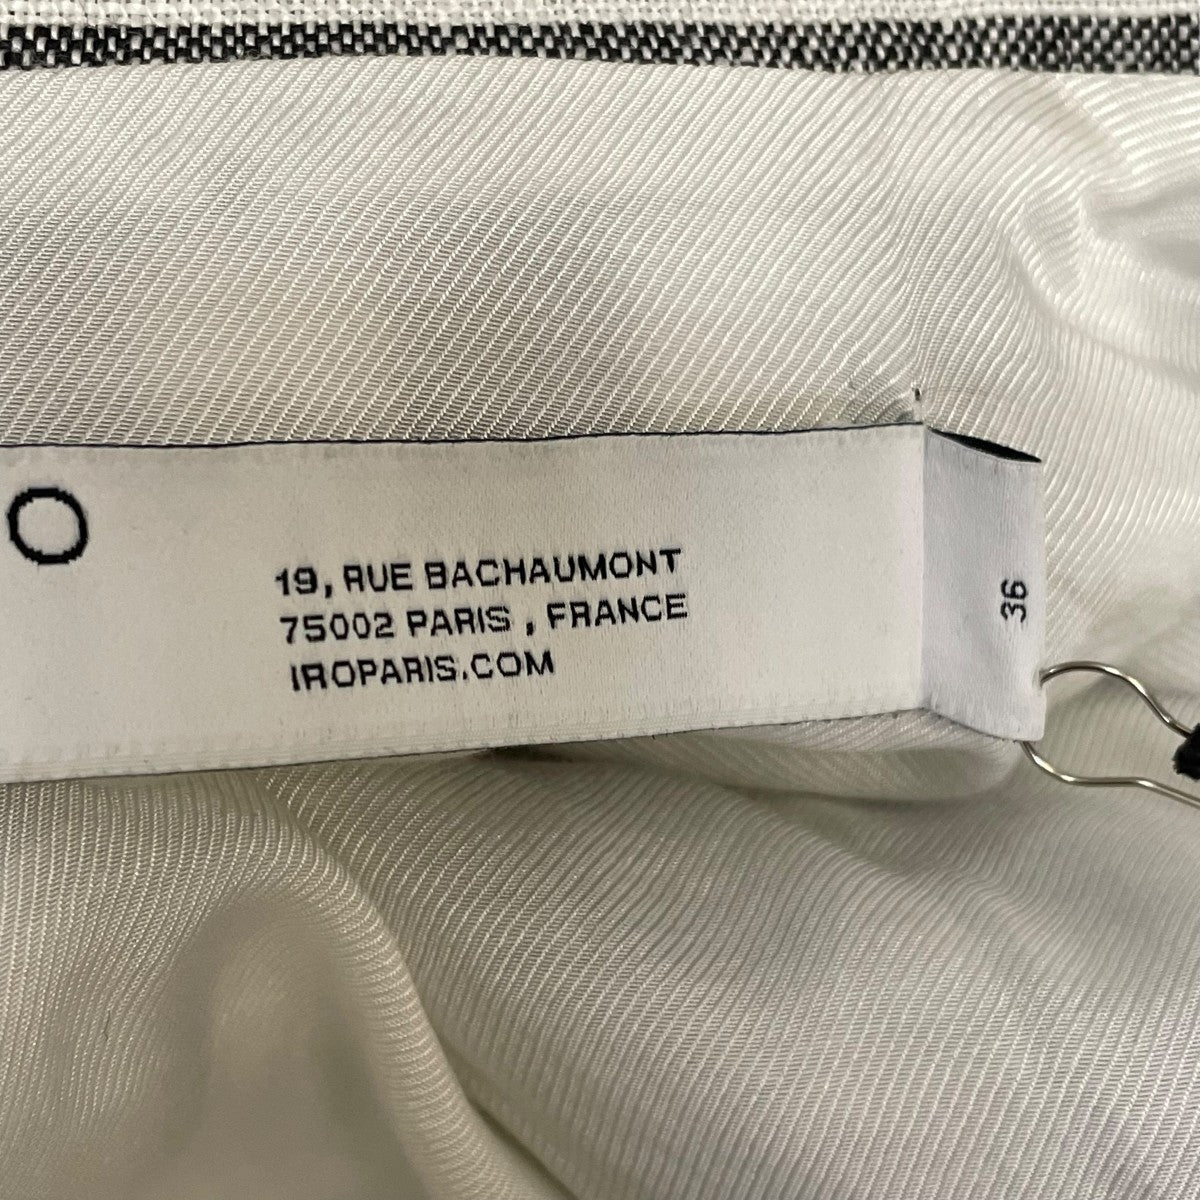 O
19, RUE BACHAUMONT
75002 PARIS , FRANCE
IROPARIS.COM
36